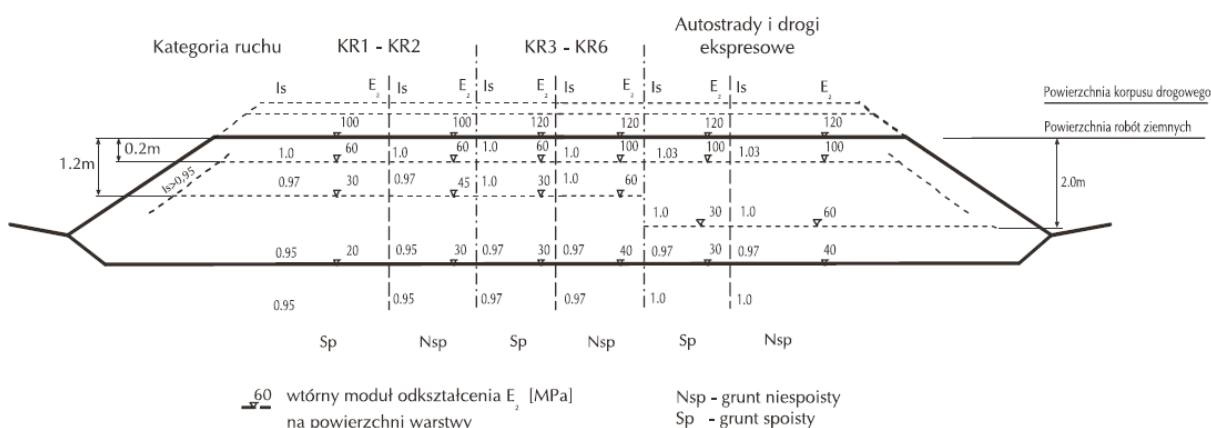 Autostrady i drogi
Kategoria ruchu KR1 - KR2 KR3 - KR6 ekspresowe
Is E₂ Is E₂ Is E₂ Is E₂ Is E₂ Is E₂
Powierzchnia korpusu drogowego
100 100 120 120 120 120
Powierzchnia robót ziemnych
0.2m 1.0 60 1.0 60 1.0 60 1.0 100 1.03 100 1.03 100
1.2m
Is>0,95 0.97 30 0.97 45 1.0 30 1.0 60
2.0m
1.0 30 1.0 60
0.95 20 0.95 30 0.97 30 0.97 40 0.97 30 0.97 40
0.95 0.95 0.97 0.97 1.0 1.0
Sp Nsp Sp Nsp Sp Nsp
60 wtórny moduł odkształcenia E₂ [MPa]
na powierzchni warstwy
Nsp - grunt niespoisty
Sp - grunt spoisty